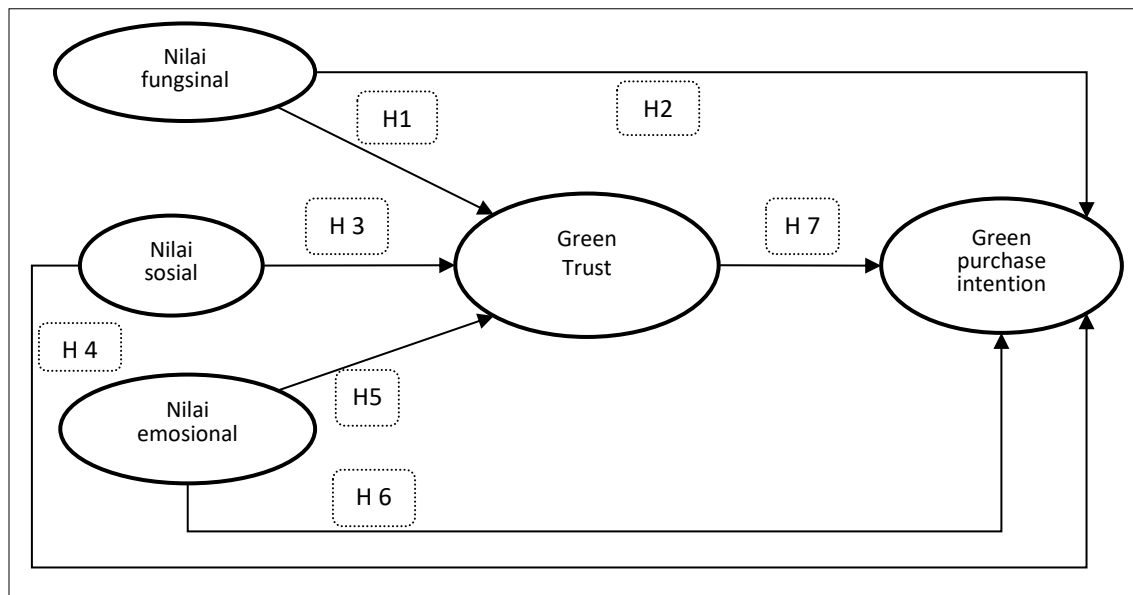 Nilai
fungsinal
H1
H2
Nilai
sosial
H 3
Green
Trust
H 7
Green
purchase
intention
H 4
Nilai
emosional
H5
H 6